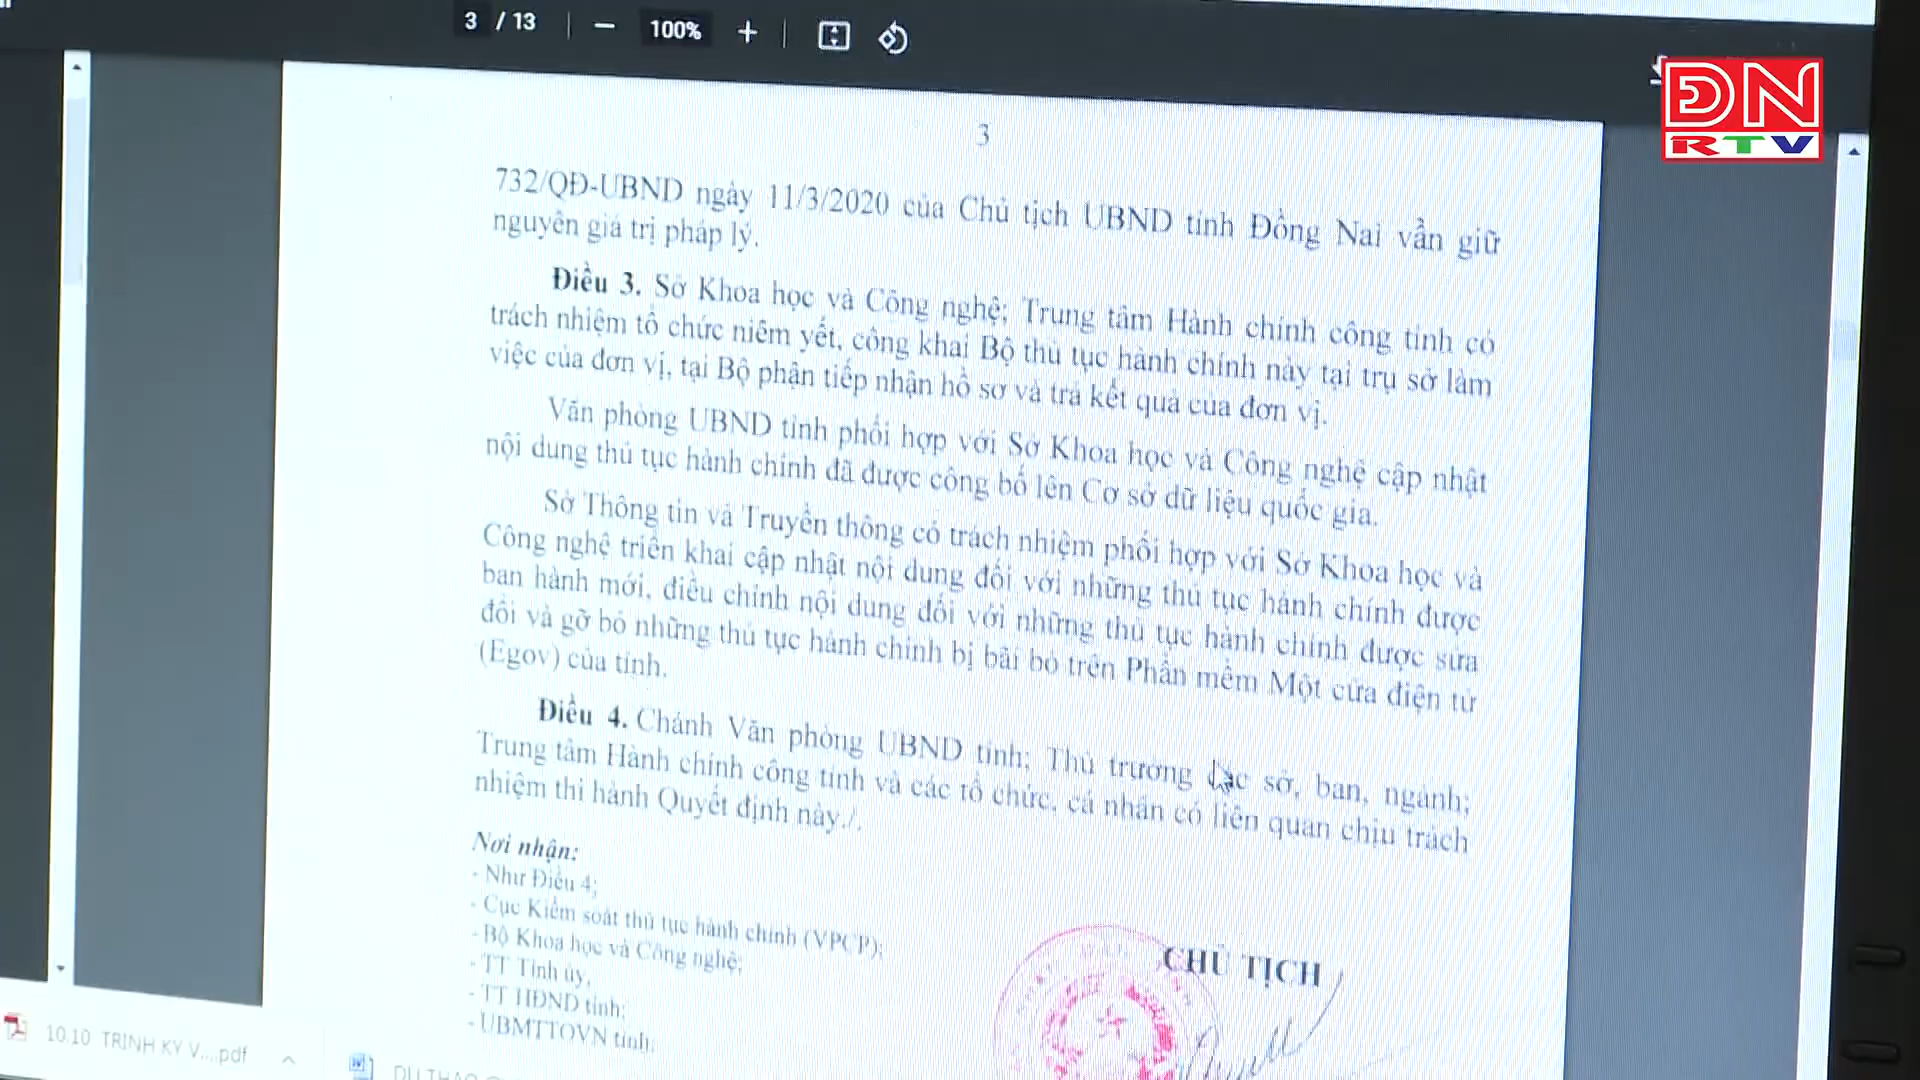 3 / 13
100%
ĐN
RTV
3
732/QĐ-UBND ngày 11/3/2020 của Chủ tịch UBND tỉnh Đồng Nai vẫn giữ
nguyên giá trị pháp lý.
Điều 3. Sở Khoa học và Công nghệ; Trung tâm Hành chính công tỉnh có
trách nhiệm tổ chức niêm yết, công khai Bộ thủ tục hành chính này tại trụ sở làm
việc của đơn vị, tại Bộ phận tiếp nhận hồ sơ và trả kết quả của đơn vị.
Văn phòng UBND tỉnh phối hợp với Sở Khoa học và Công nghệ cập nhật
nội dung thủ tục hành chính đã được công bố lên Cơ sở dữ liệu quốc gia.
Sở Thông tin và Truyền thông có trách nhiệm phối hợp với Sở Khoa học và
Công nghệ triển khai cập nhật nội dung đối với những thủ tục hành chính được
ban hành mới, điều chỉnh nội dung đối với những thủ tục hành chính được sửa
đổi và gỡ bỏ những thủ tục hành chính bị bãi bỏ trên Phần mềm Một cửa điện tử
(Egov) của tỉnh.
Điều 4. Chánh Văn phòng UBND tỉnh; Thủ trưởng các sở, ban, ngành;
Trung tâm Hành chính công tỉnh và các tổ chức, cá nhân có liên quan chịu trách
nhiệm thi hành Quyết định này./.
Nơi nhận:
- Như Điều 4;
- Cục Kiểm soát thủ tục hành chính (VPCP);
- Bộ Khoa học và Công nghệ;
- TT Tỉnh ủy,
- TT HĐND tỉnh;
- UBMTTQVN tỉnh;
CHỦ TỊCH
10.10 TRINH KY V....pdf
DU THAO